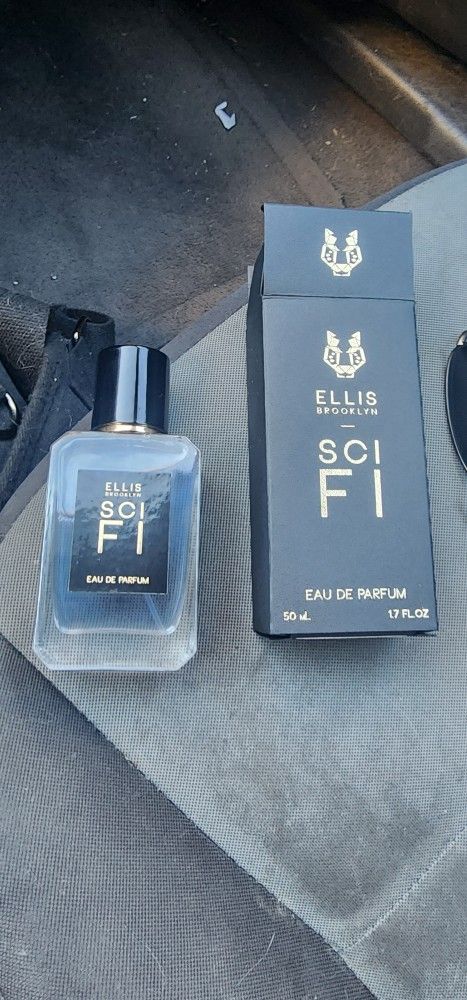 ELLIS
BROOKLYN
SCI
FI
EAU DE PARFUM
ELLIS
BROOKLYN
SCI
FI
EAU DE PARFUM
50 mL 1.7 FL.OZ